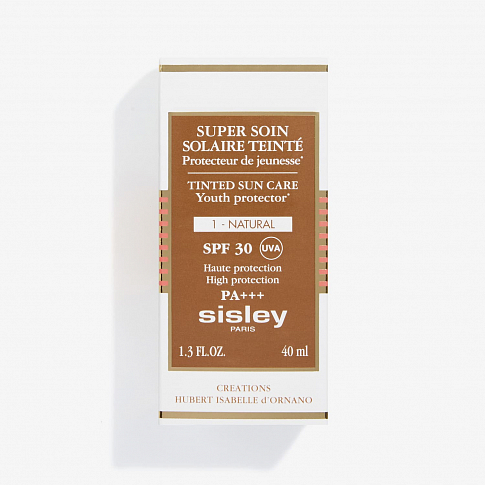 SUPER SOIN
SOLAIRE TEINTÉ
Protecteur de jeunesse*
TINTED SUN CARE
Youth protector*
1 - NATURAL
SPF 30 UVA
Haute protection
High protection
PA+++
sisley
PARIS
1.3 FL.OZ. 40 ml
CREATIONS
HUBERT ISABELLE d'ORNANO